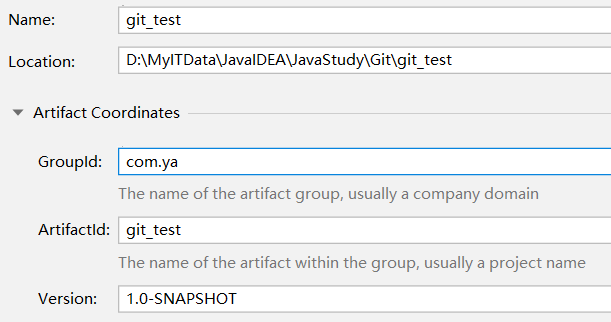 Name: git_test
Location: D:\MyITData\JavaIDEA\JavaStudy\Git\git_test
Artifact Coordinates
GroupId: com.ya
The name of the artifact group, usually a company domain
ArtifactId: git_test
The name of the artifact within the group, usually a project name
Version: 1.0-SNAPSHOT